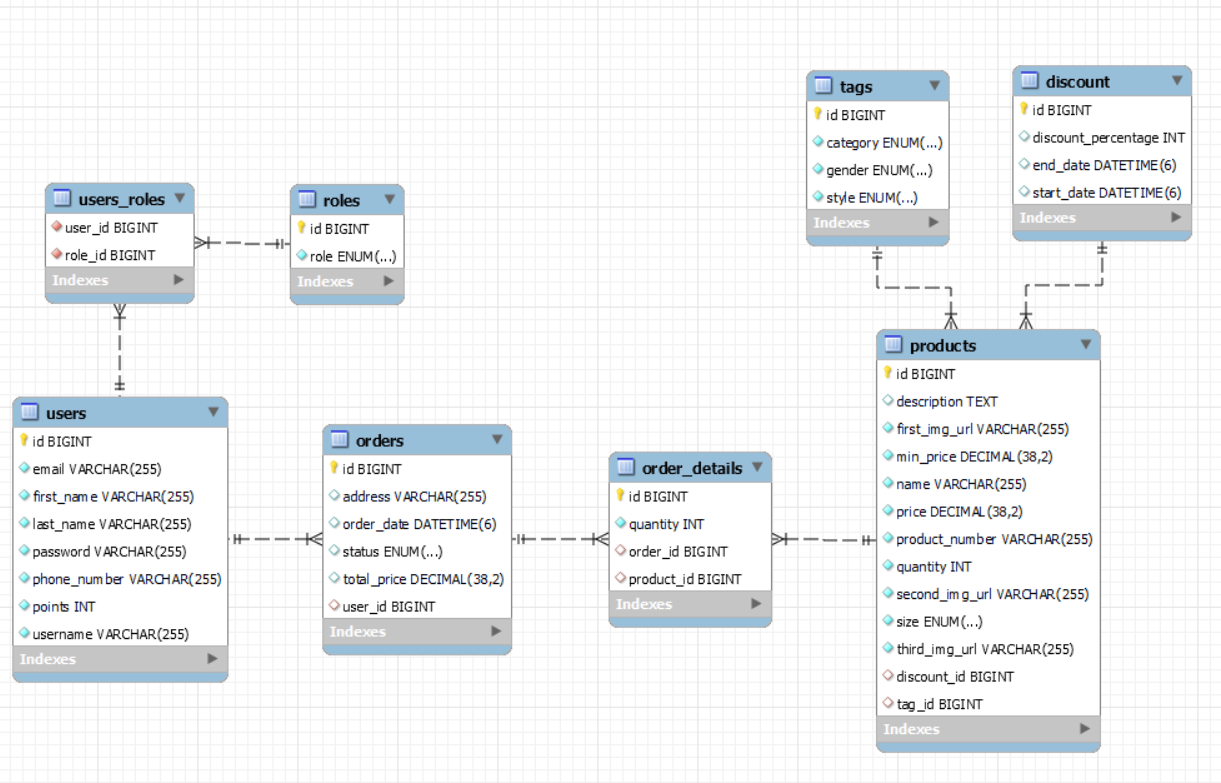 tags
id BIGINT
category ENUM(...)
gender ENUM(...)
style ENUM(...)
Indexes
discount
id BIGINT
discount_percentage INT
end_date DATETIME(6)
start_date DATETIME(6)
Indexes
users_roles
user_id BIGINT
role_id BIGINT
Indexes
roles
id BIGINT
role ENUM(...)
Indexes
users
id BIGINT
email VARCHAR(255)
first_name VARCHAR(255)
last_name VARCHAR(255)
password VARCHAR(255)
phone_number VARCHAR(255)
points INT
username VARCHAR(255)
Indexes
orders
id BIGINT
address VARCHAR(255)
order_date DATETIME(6)
status ENUM(...)
total_price DECIMAL(38,2)
user_id BIGINT
Indexes
order_details
id BIGINT
quantity INT
order_id BIGINT
product_id BIGINT
Indexes
products
id BIGINT
description TEXT
first_img_url VARCHAR(255)
min_price DECIMAL(38,2)
name VARCHAR(255)
price DECIMAL(38,2)
product_number VARCHAR(255)
quantity INT
second_img_url VARCHAR(255)
size ENUM(...)
third_img_url VARCHAR(255)
discount_id BIGINT
tag_id BIGINT
Indexes